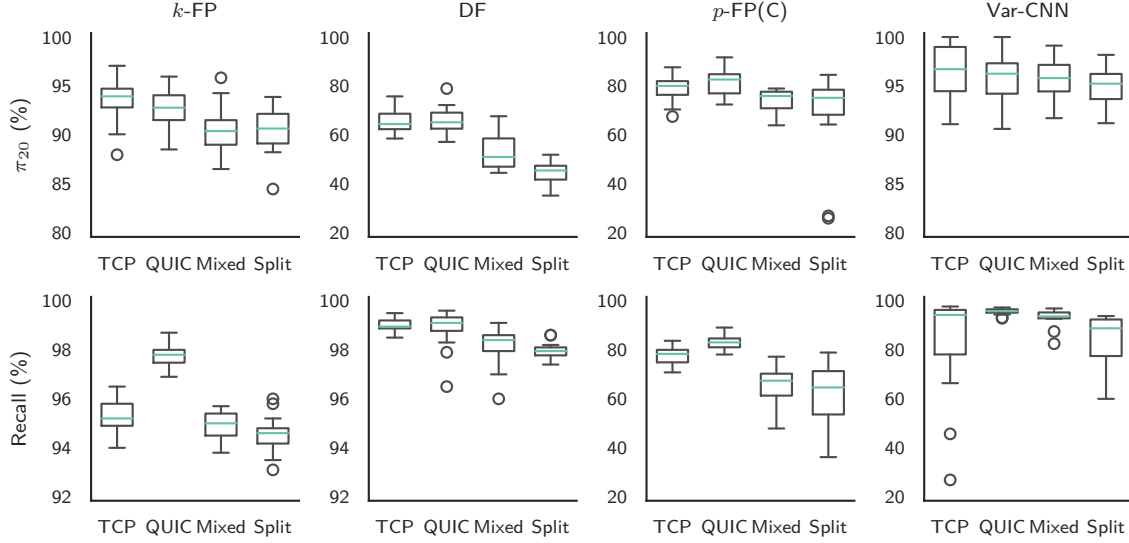 k-FP DF p-FP(C) Var-CNN
π20 (%)
100 95 90 85 80
100 80 60 40 20
100 80 60 40 20
100 95 90 85 80
TCP QUIC Mixed Split TCP QUIC Mixed Split TCP QUIC Mixed Split TCP QUIC Mixed Split
Recall (%)
100 98 96 94 92
100 98 96 94 92
100 80 60 40 20
100 80 60 40 20
TCP QUIC Mixed Split TCP QUIC Mixed Split TCP QUIC Mixed Split TCP QUIC Mixed Split